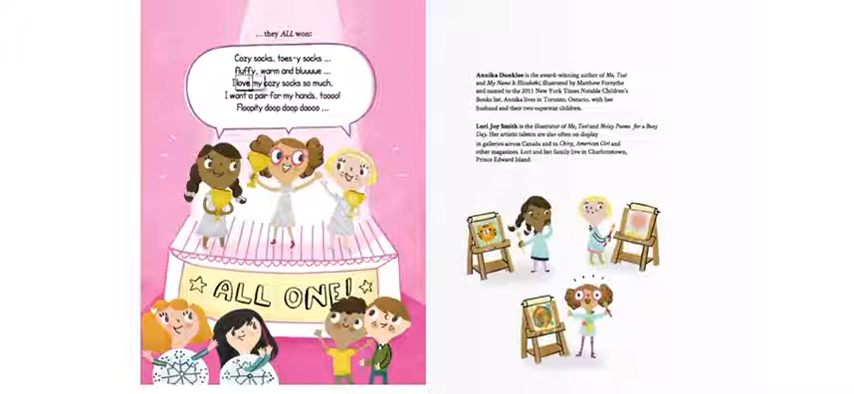 ...they ALL won:
Cozy socks, toes-y socks ...
fluffy, warm and bluuue ...
I love my cozy socks so much,
I want a pair for my hands, toooo!
Floopity doop doop doooo ...
ALL ONE!
Annika Dunklee is the award-winning author of Me, Too!
and My Name Is Elizabeth!, illustrated by Matthew Forsythe
and named to the 2011 New York Times Notable Children's
Books list. Annika lives in Toronto, Ontario, with her
husband and their two superstar children.
Lori Joy Smith is the illustrator of Me, Too! and Noisy Poems for a Busy
Day. Her artistic talents are also often on display
in galleries across Canada and in Chirp, American Girl and
other magazines. Lori and her family live in Charlottetown,
Prince Edward Island.